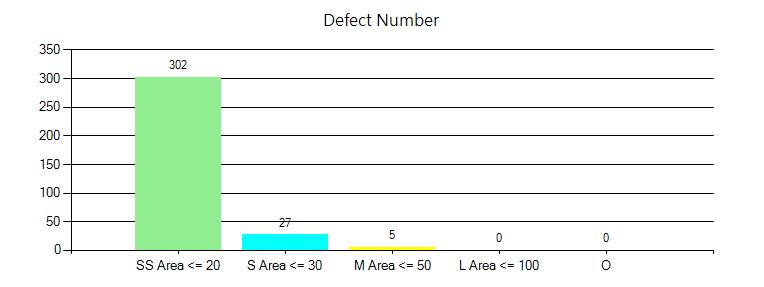 Defect Number
350
300
250
200
150
100
50
0
302
27
5
0
0
SS Area <= 20
S Area <= 30
M Area <= 50
L Area <= 100
O